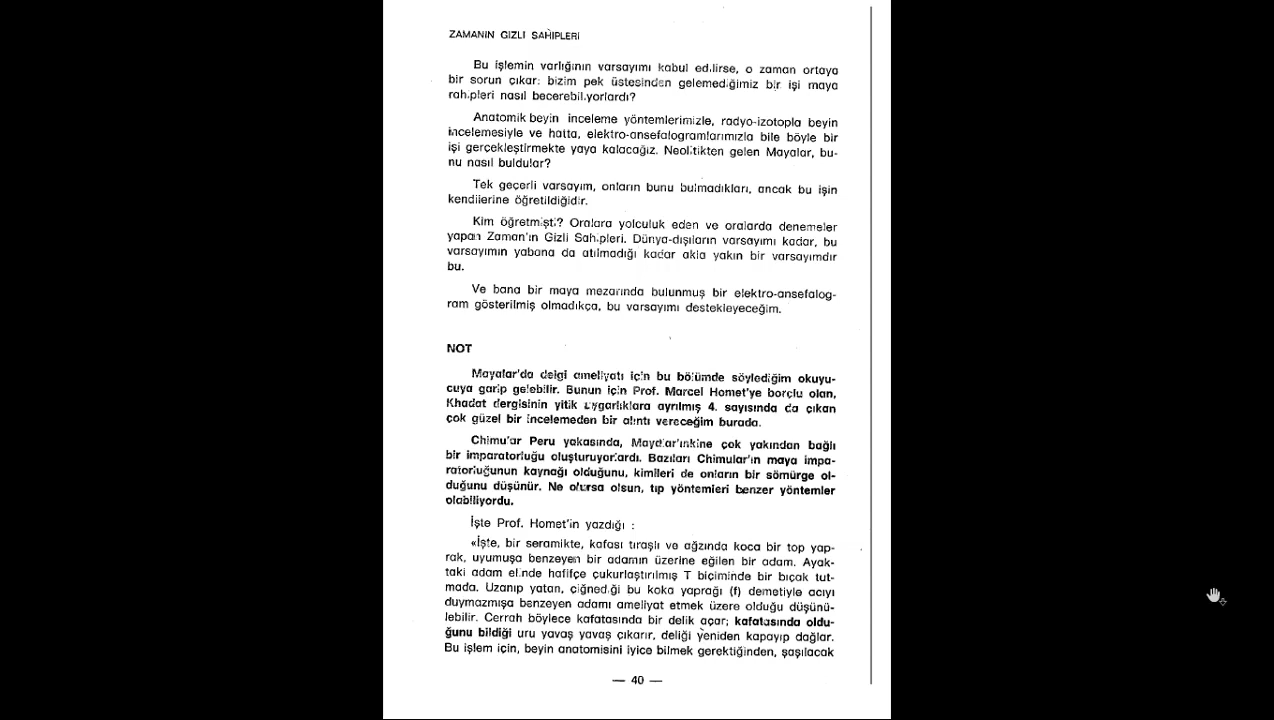 ZAMANIN GİZLİ SAHİPLERİ
Bu işlemin varlığının varsayımı kabul edilirse, o zaman ortaya
bir sorun çıkar: bizim pek üstesinden gelemediğimiz bir işi maya
rahipleri nasıl becerebiliyorlardı?
Anatomik beyin inceleme yöntemlerimizle, radyo-izotopla beyin
incelemesiyle ve hatta, elektro-ansefalogramlarımızla bile böyle bir
işi gerçekleştirmekte yaya kalacağız. Neolitikten gelen Mayalar, bu-
nu nasıl buldular?
Tek geçerli varsayım, onların bunu bulmadıkları, ancak bu işin
kendilerine öğretildiğidir.
Kim öğretmişti? Oralara yolculuk eden ve oralarda denemeler
yapan Zaman'ın Gizli Sahipleri. Dünya-dışıların varsayımı kadar, bu
varsayımın yabana da atılmadığı kadar akla yakın bir varsayımdır
bu.
Ve bana bir maya mezarında bulunmuş bir elektro-ansefalog-
ram gösterilmiş olmadıkça, bu varsayımı destekleyeceğim.
NOT
Mayalar'da delgi ameliyatı için bu bölümde söylediğim okuyu-
cuya garip gelebilir. Bunun için Prof. Marcel Homet'ye borçlu olan,
Khadat dergisinin yitik uygarlıklara ayrılmış 4. sayısında da çıkan
çok güzel bir incelemeden bir alıntı vereceğim burada.
Chimu'ar Peru yakasında, Mayalar'ınkine çok yakından bağlı
bir imparatorluğu oluşturuyorlardı. Bazıları Chimular'ın maya impa-
ratorluğunun kaynağı olduğunu, kimileri de onların bir sömürge ol-
duğunu düşünür. Ne olursa olsun, tıp yöntemleri benzer yöntemler
olabiliyordu.
İşte Prof. Homet'in yazdığı :
«İşte, bir seramikte, kafası tıraşlı ve ağzında koca bir top yap-
rak, uyumuşa benzeyen bir adamın üzerine eğilen bir adam. Ayak-
taki adam elinde hafifçe çukurlaştırılmış T biçiminde bir bıçak tut-
mada. Uzanıp yatan, çiğnediği bu koka yaprağı (f) demetiyle acıyı
duymazmışa benzeyen adamı ameliyat etmek üzere olduğu düşünü-
lebilir. Cerrah böylece kafatasında bir delik açar; kafatasında oldu-
ğunu bildiği uru yavaş yavaş çıkarır, deliği yeniden kapayıp dağlar.
Bu işlem için, beyin anatomisini iyice bilmek gerektiğinden, şaşılacak
— 40 —